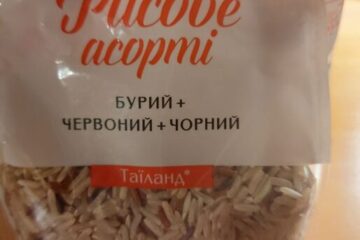 Рисове
асорті
БУРИЙ +
ЧЕРВОНИЙ + ЧОРНИЙ
Таїланд*